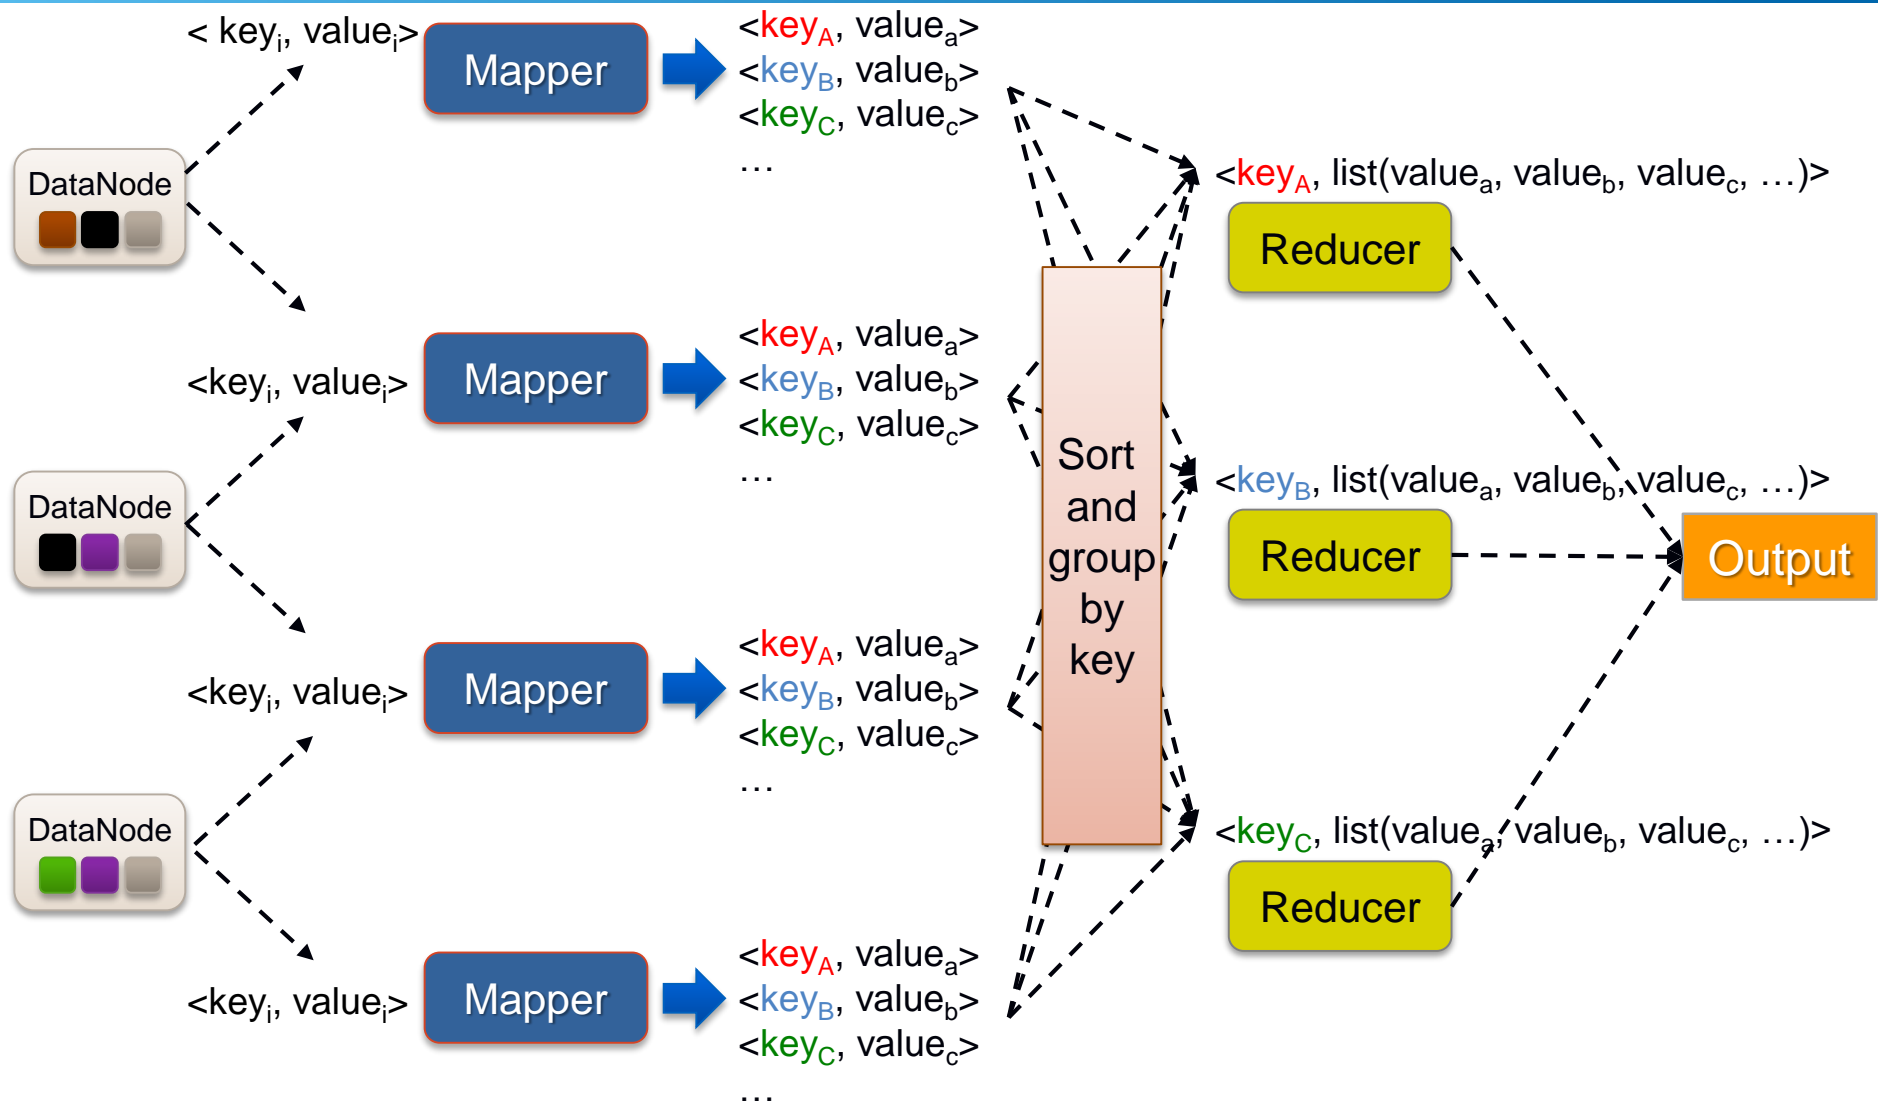 < keyi, valuei>
Mapper
<keyA, valuea>
<keyB, valueb>
<keyC, valuec>
…
DataNode
<keyi, valuei>
Mapper
<keyA, valuea>
<keyB, valueb>
<keyC, valuec>
…
DataNode
<keyi, valuei>
Mapper
<keyA, valuea>
<keyB, valueb>
<keyC, valuec>
…
DataNode
<keyi, valuei>
Mapper
<keyA, valuea>
<keyB, valueb>
<keyC, valuec>
…
Sort
and
group
by
key
<keyA, list(valuea, valueb, valuec, …)>
Reducer
<keyB, list(valuea, valueb, valuec, …)>
Reducer
<keyC, list(valuea, valueb, valuec, …)>
Reducer
Output